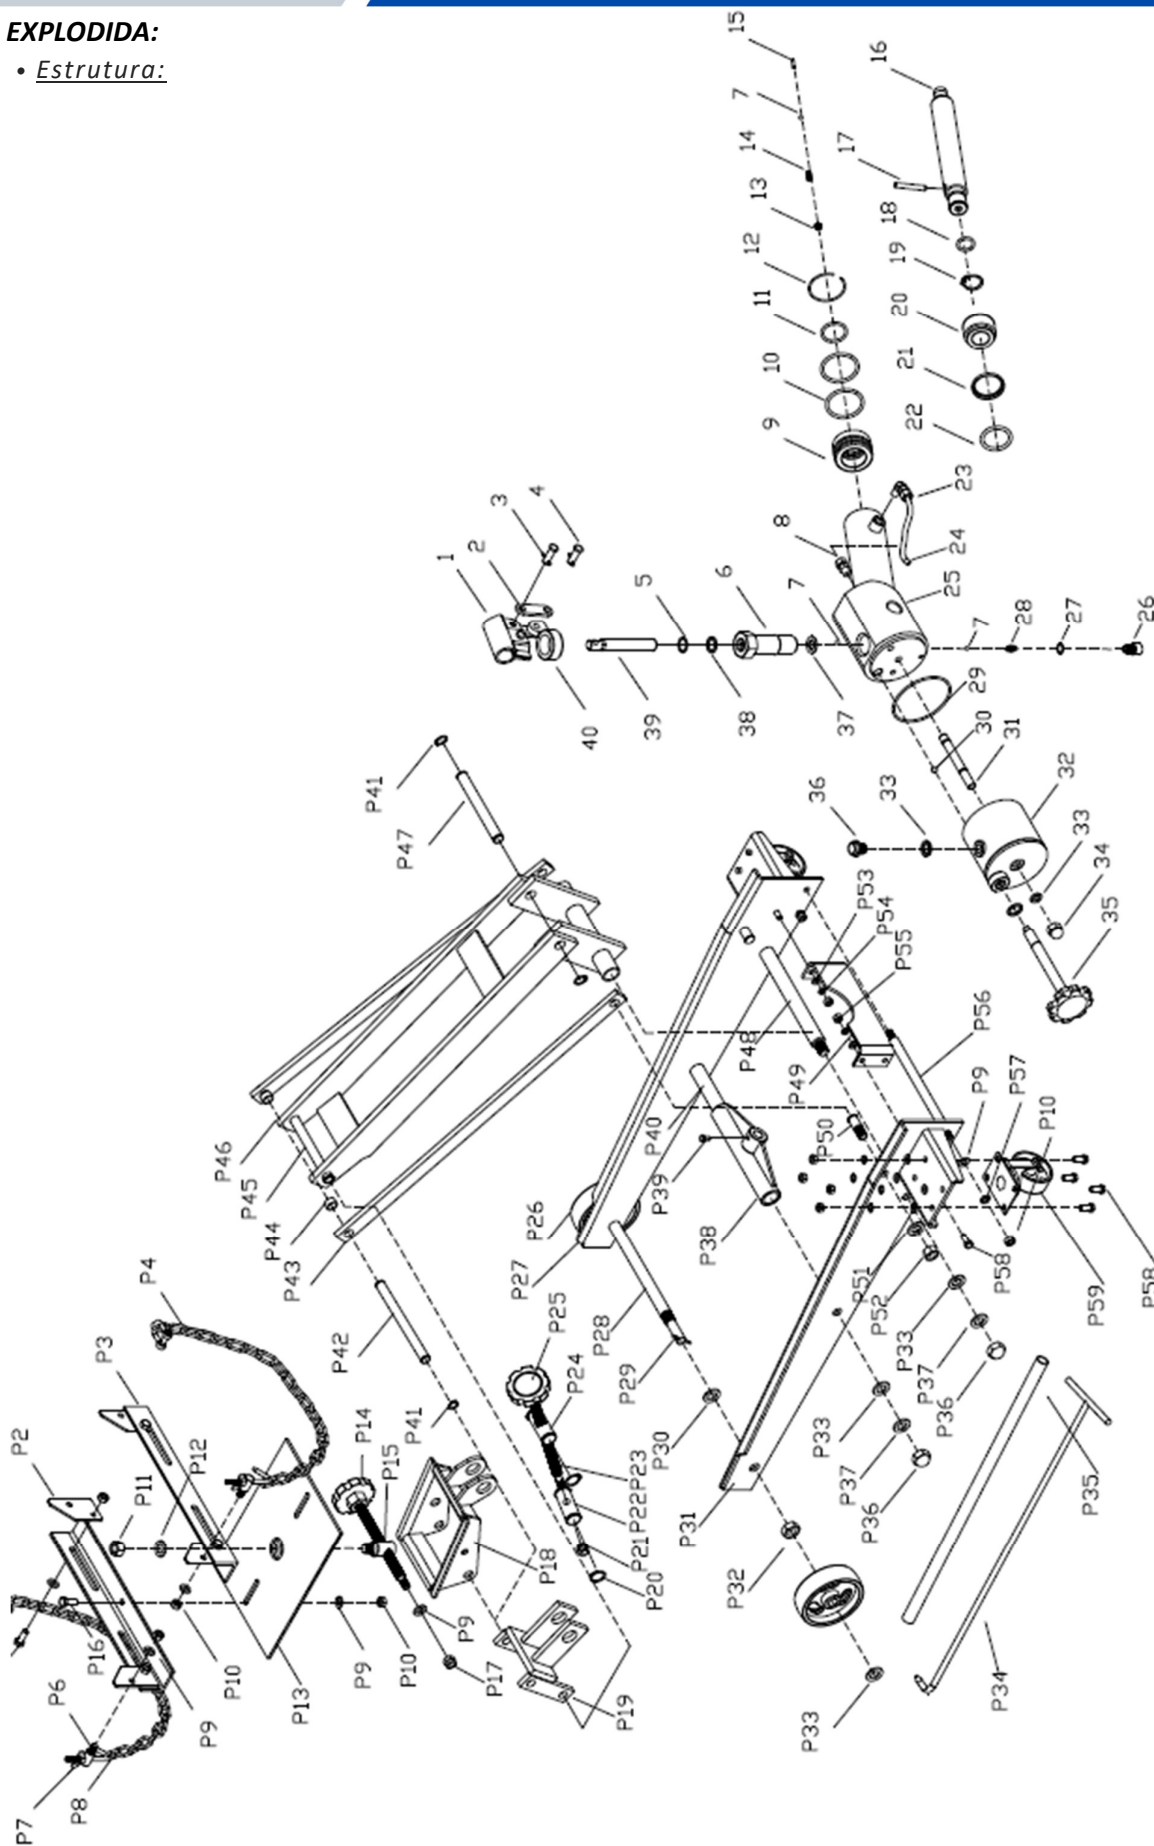 EXPLODIDA:
• Estrutura:
15
16
7
17
14
13
18
12
19
11
20
10
21
9
22
4
3
2
1
8
23
24
25
5
6
7
7
28
27
26
40
39
38
37
29
30
31
32
36
33
33
34
35
P41
P47
P53
P54
P55
P48
P49
P56
P46
P45
P44
P43
P26
P27
P40
P39
P38
P50
P9
P57
P10
P4
P3
P2
P42
P28
P29
P25
P24
P51
P52
P58
P59
P58
P33
P37
P36
P12
P11
P14
P15
P41
P30
P23
P22
P21
P20
P31
P33
P37
P36
P35
P16
P10
P13
P9
P10
P9
P17
P18
P19
P32
P33
P34
P6
P9
P7
P8